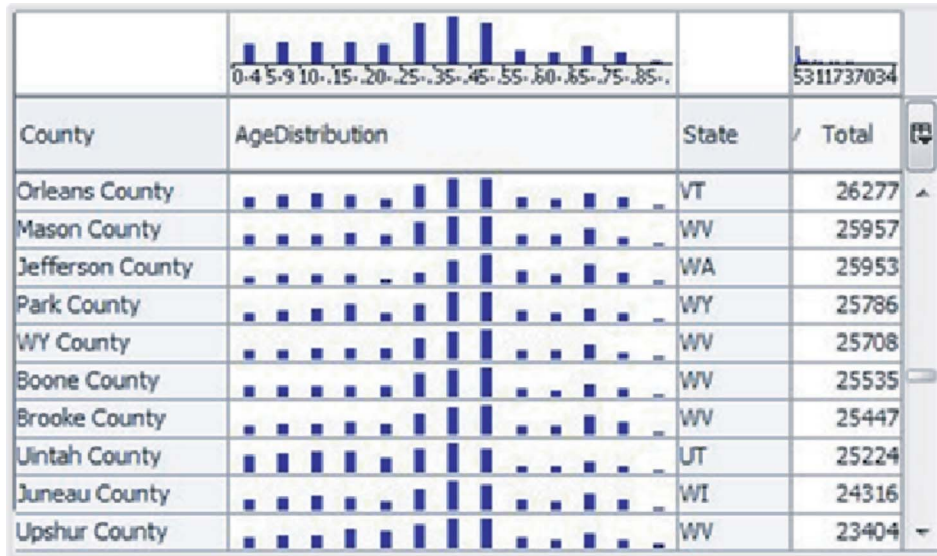 0-4 5-9 10-.15-.20-.25-.35-.45-.55-.60-.65-.75-.85-.
5311737034
County AgeDistribution State / Total
Orleans County VT 26277
Mason County WV 25957
Jefferson County WA 25953
Park County WY 25786
WY County WV 25708
Boone County WV 25535
Brooke County WV 25447
Uintah County UT 25224
Juneau County WI 24316
Upshur County WV 23404